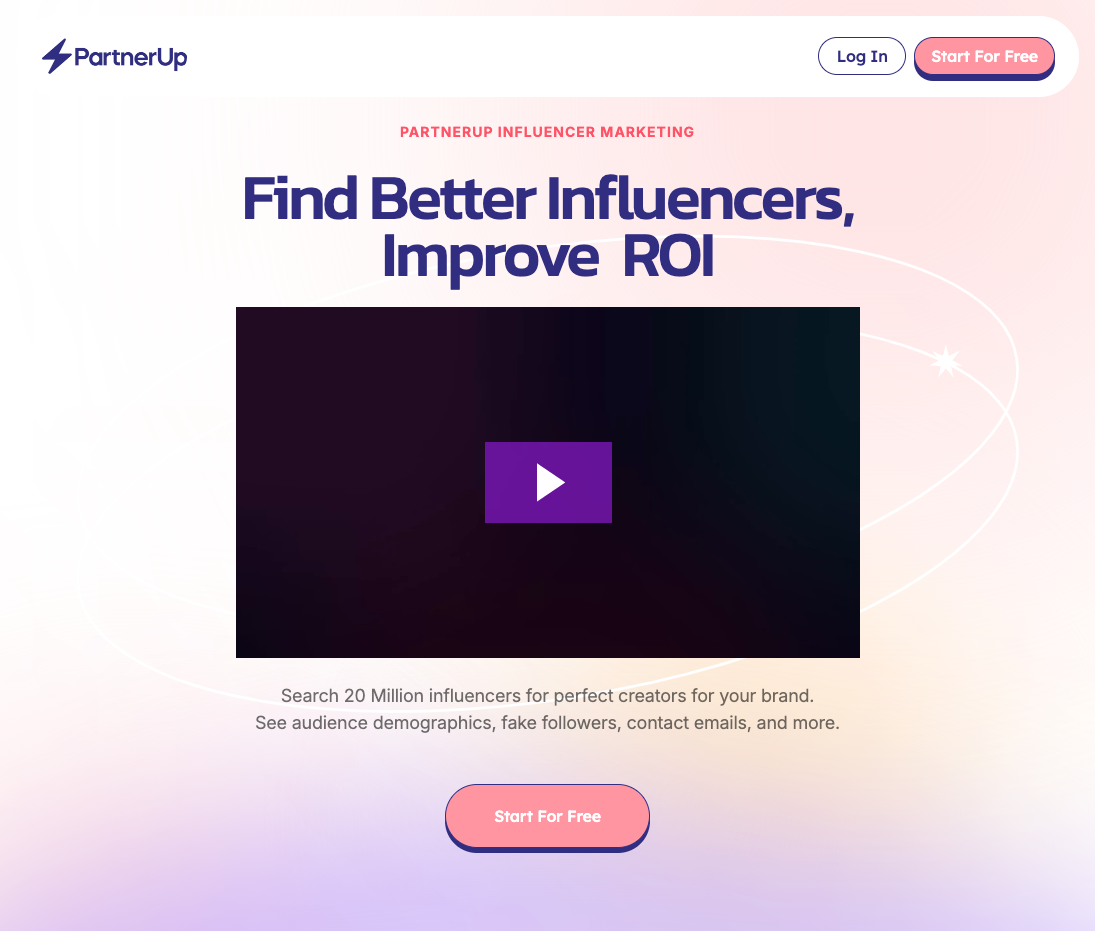 PartnerUp
Log In
Start For Free
PARTNERUP INFLUENCER MARKETING
Find Better Influencers,
Improve ROI
Search 20 Million influencers for perfect creators for your brand.
See audience demographics, fake followers, contact emails, and more.
Start For Free